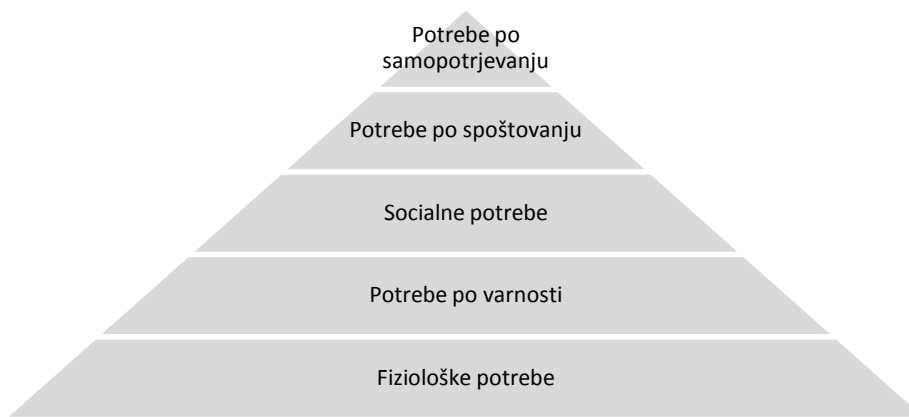 Potrebe po
samopotrjevanju
Potrebe po spoštovanju
Socialne potrebe
Potrebe po varnosti
Fiziološke potrebe